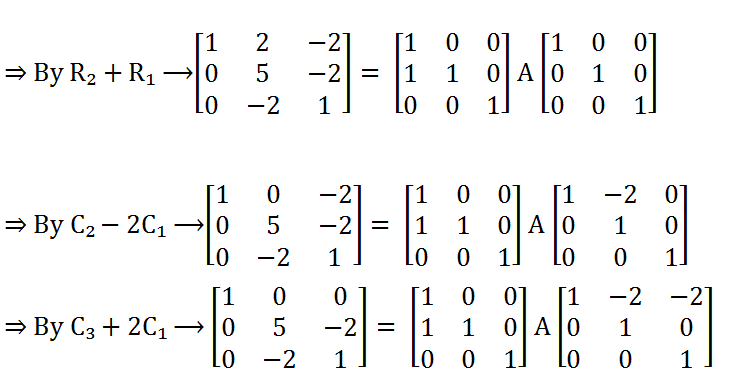 [1 2 −2] [1 0 0] [1 0 0]
⇒ By R₂ + R₁ ⟶ [0 5 −2] = [1 1 0] A [0 1 0]
[0 −2 1] [0 0 1] [0 0 1]
[1 0 −2] [1 0 0] [1 −2 0]
⇒ By C₂ − 2C₁ ⟶ [0 5 −2] = [1 1 0] A [0 1 0]
[0 −2 1] [0 0 1] [0 0 1]
[1 0 0] [1 0 0] [1 −2 −2]
⇒ By C₃ + 2C₁ ⟶ [0 5 −2] = [1 1 0] A [0 1 0]
[0 −2 1] [0 0 1] [0 0 1]